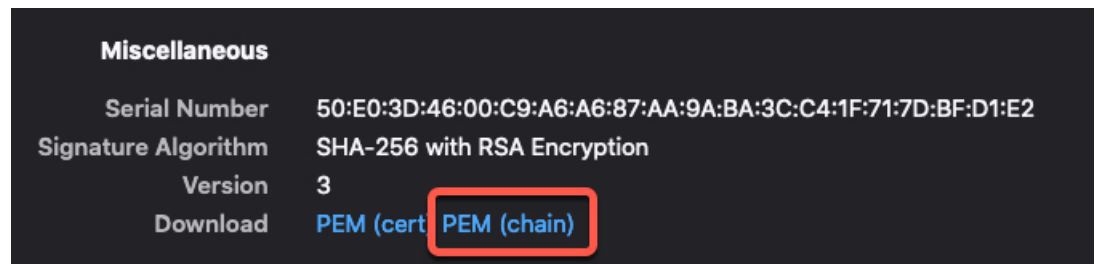 Miscellaneous
Serial Number 50:E0:3D:46:00:C9:A6:A6:87:AA:9A:BA:3C:C4:1F:71:7D:BF:D1:E2
Signature Algorithm SHA-256 with RSA Encryption
Version 3
Download PEM (cert) PEM (chain)